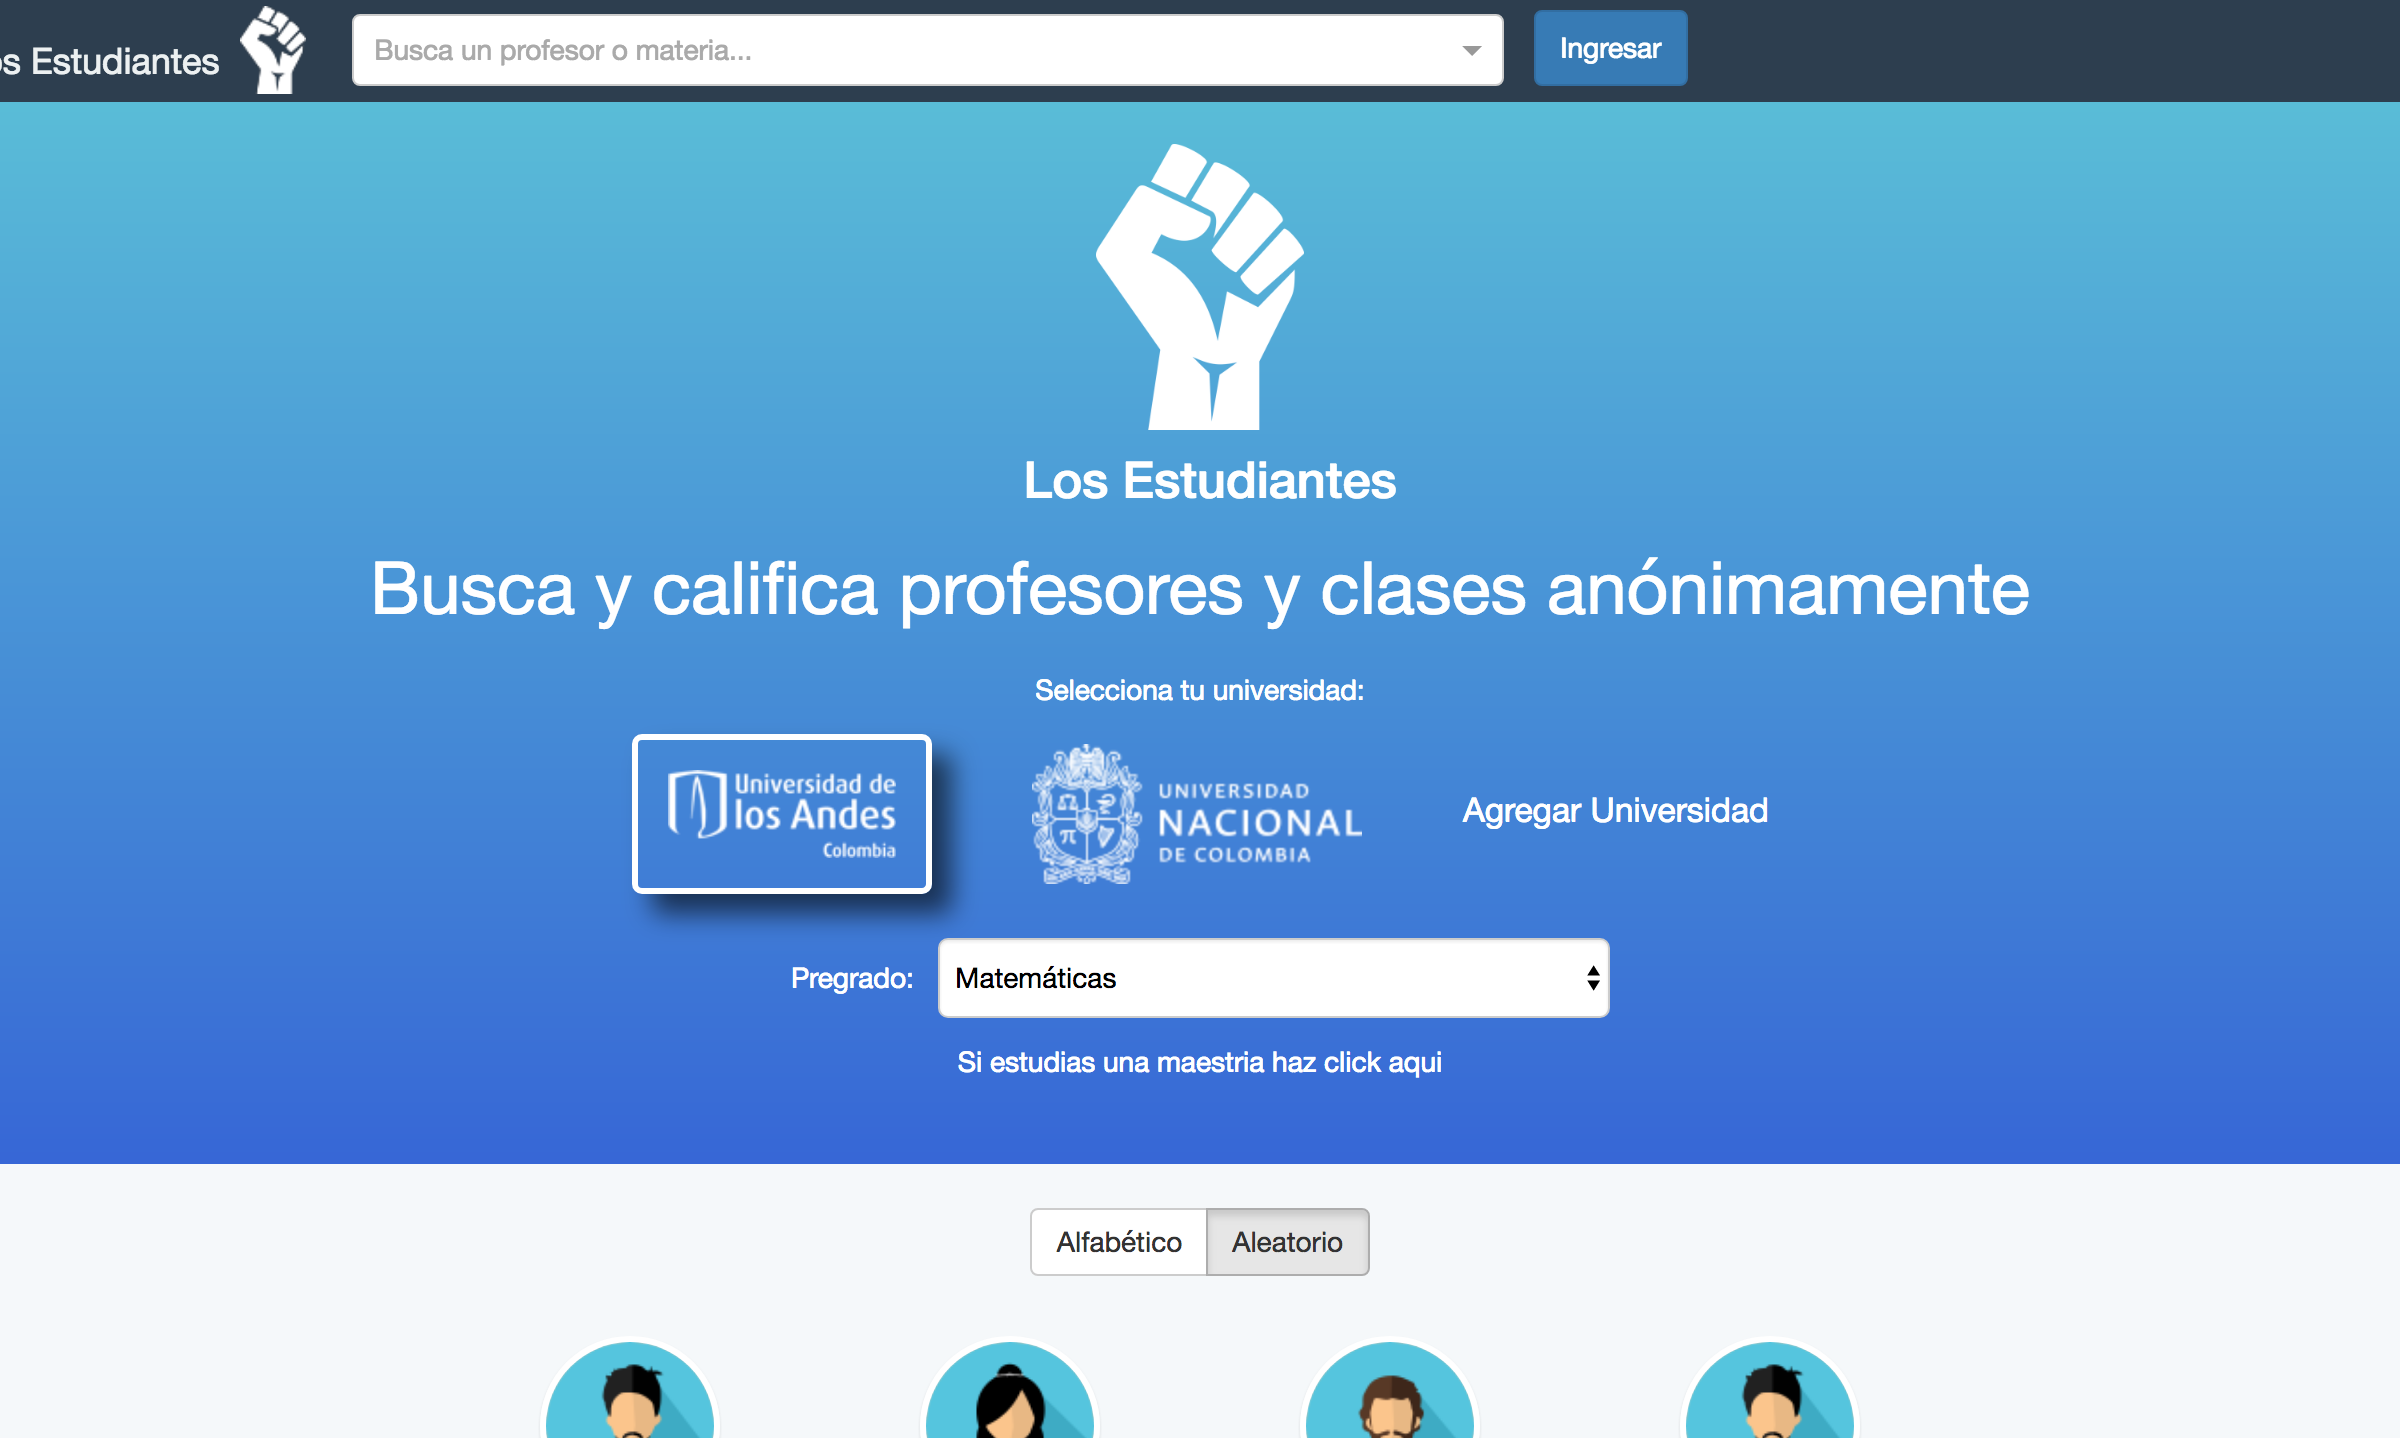 Estudiantes
Busca un profesor o materia...
Ingresar
Los Estudiantes
Busca y califica profesores y clases anónimamente
Selecciona tu universidad:
Universidad de
los Andes
Colombia
UNIVERSIDAD
NACIONAL
DE COLOMBIA
π
Agregar Universidad
Pregrado:
Matemáticas
Si estudias una maestria haz click aqui
Alfabético
Aleatorio